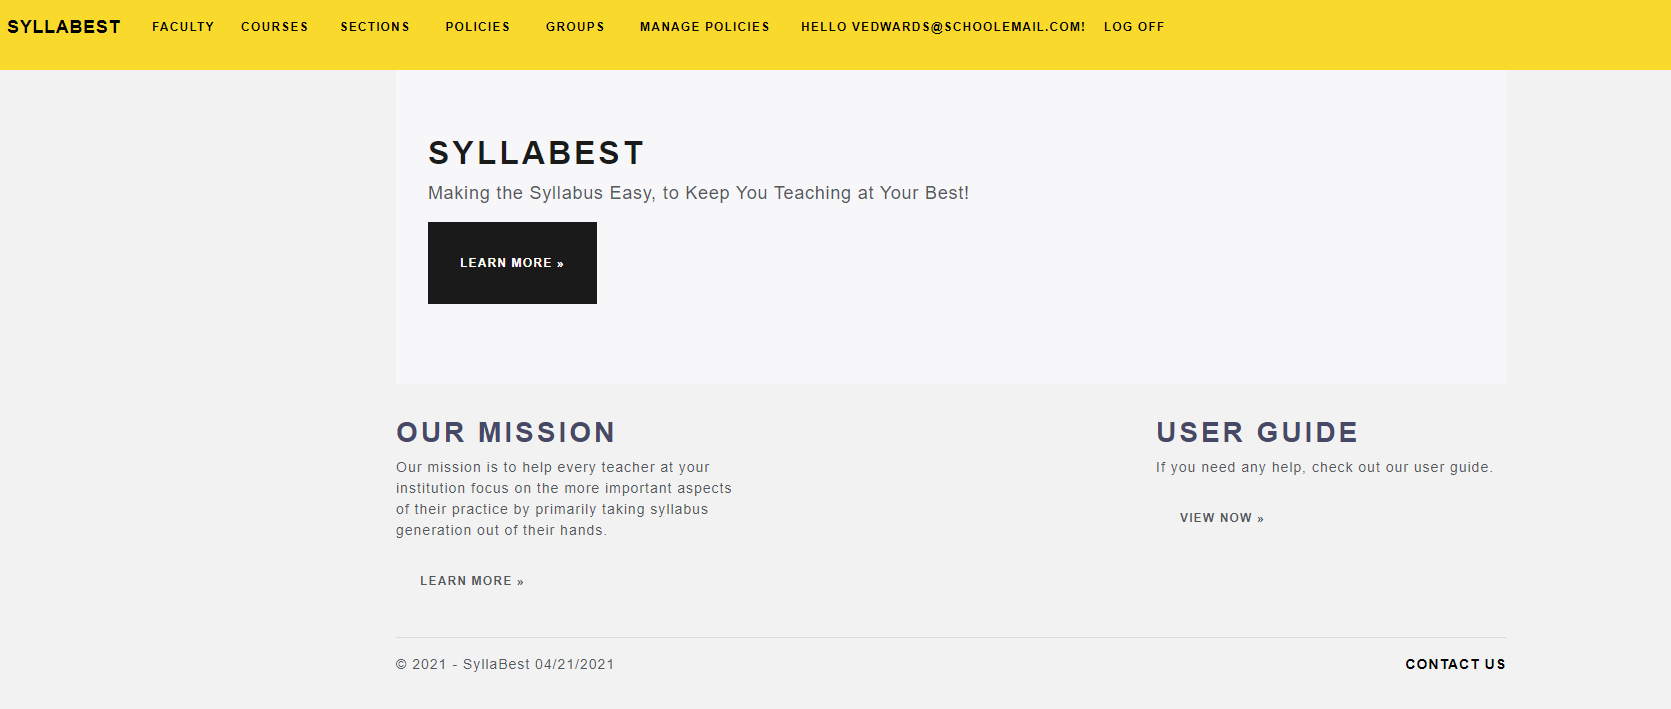 SYLLABEST FACULTY COURSES SECTIONS POLICIES GROUPS MANAGE POLICIES HELLO VEDWARDS@SCHOOLEMAIL.COM! LOG OFF
SYLLABEST
Making the Syllabus Easy, to Keep You Teaching at Your Best!
LEARN MORE »
OUR MISSION
Our mission is to help every teacher at your
institution focus on the more important aspects
of their practice by primarily taking syllabus
generation out of their hands.
LEARN MORE »
USER GUIDE
If you need any help, check out our user guide.
VIEW NOW »
© 2021 - SyllaBest 04/21/2021
CONTACT US